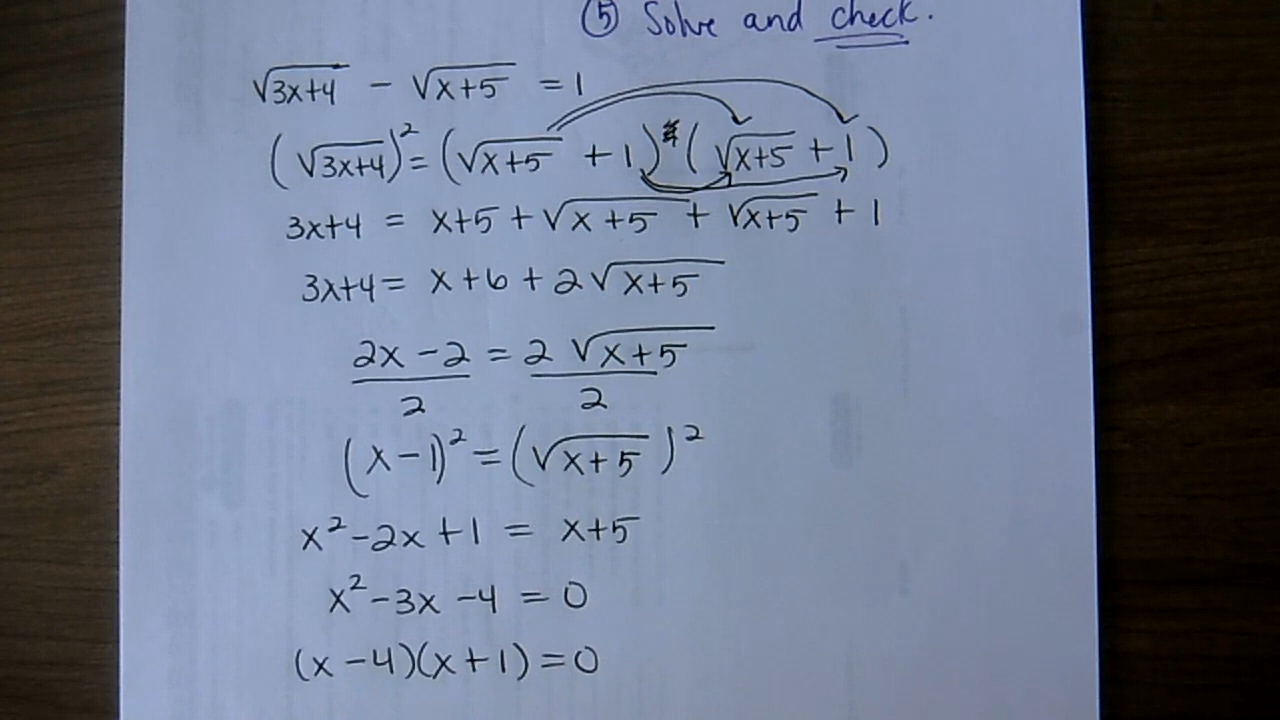 ⑤ Solve and check.
√3x+4 - √x+5 = 1
(√3x+4)² = (√x+5 + 1)(√x+5 + 1)
3x+4 = x+5 + √x+5 + √x+5 + 1
3x+4 = x+6 + 2√x+5
2x-2 = 2√x+5
2 2
(x-1)² = (√x+5)²
x²-2x+1 = x+5
x²-3x-4 = 0
(x-4)(x+1) = 0